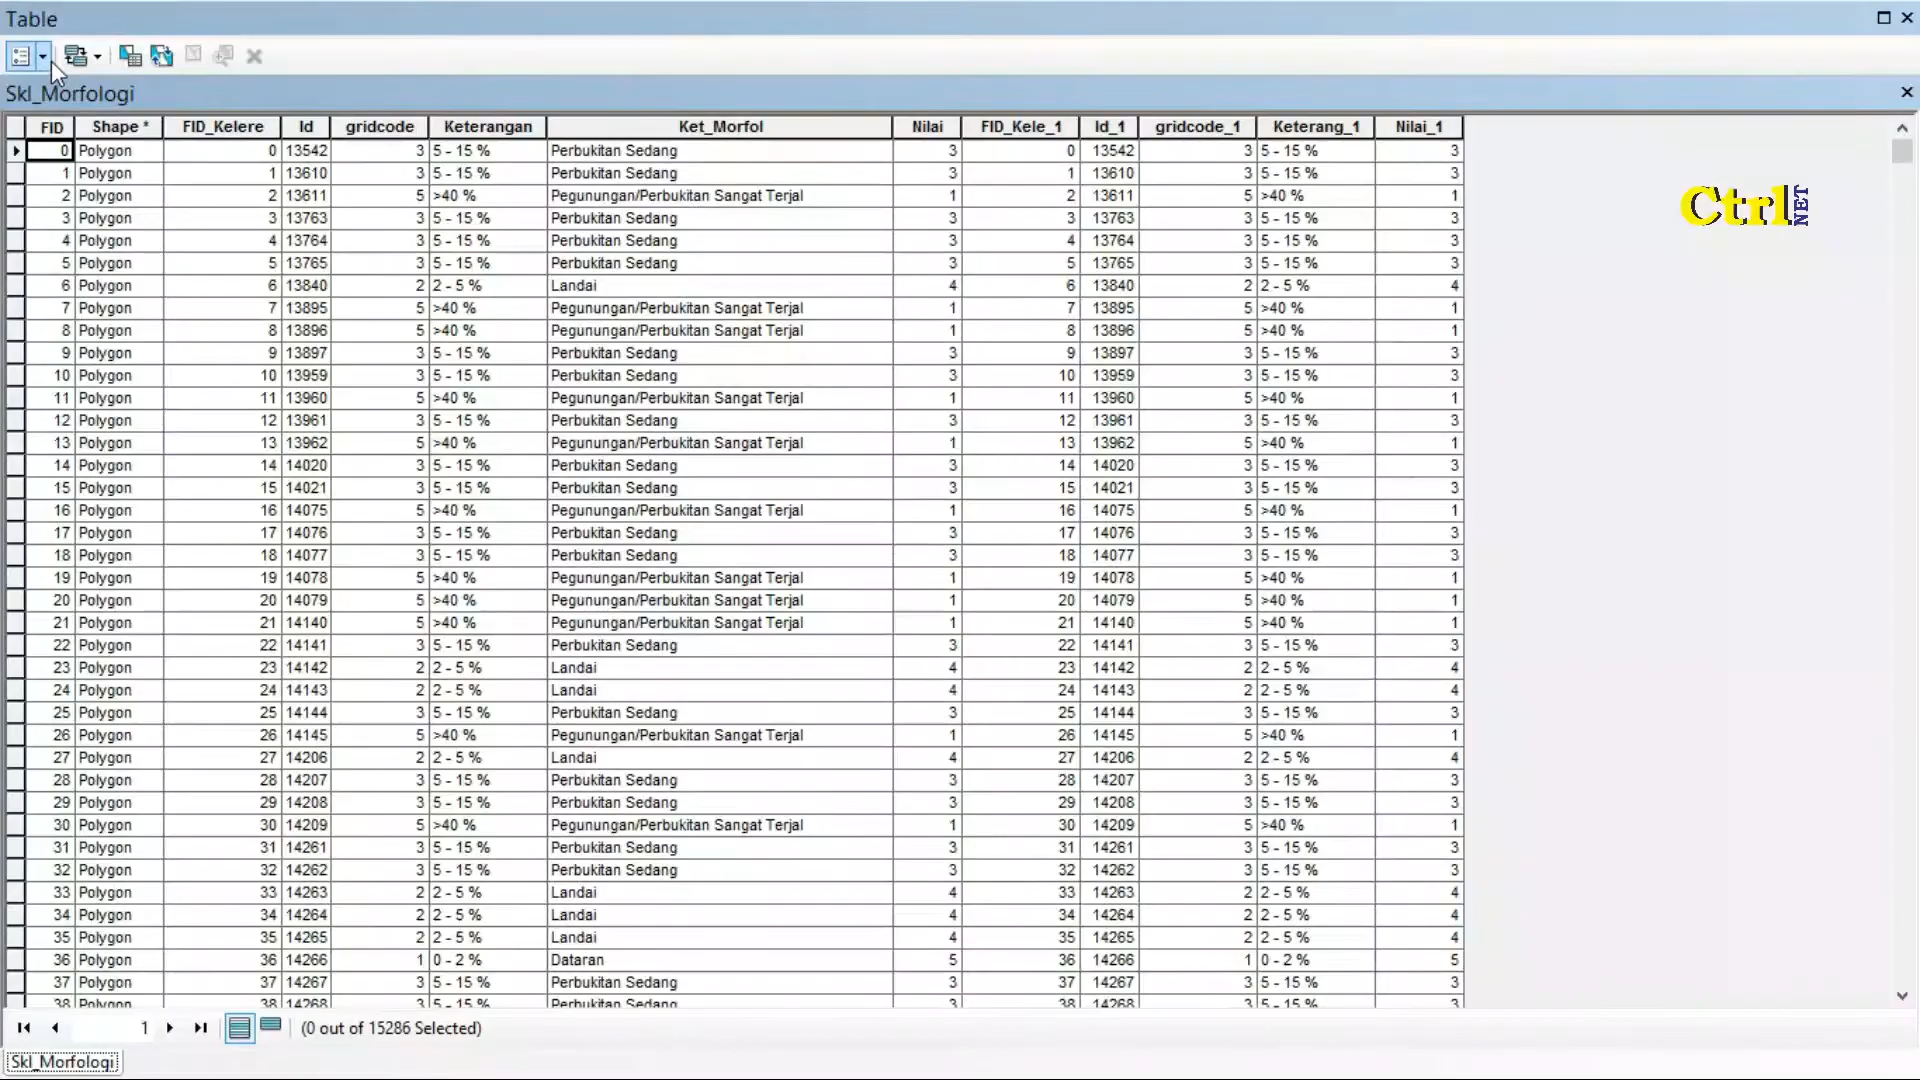 Table
Skl_Morfologi
FID Shape * FID_Kelere Id gridcode Keterangan Ket_Morfol Nilai FID_Kele_1 Id_1 gridcode_1 Keterang_1 Nilai_1
0 Polygon 0 13542 3 5 - 15 % Perbukitan Sedang 3 0 13542 3 5 - 15 % 3
1 Polygon 1 13610 3 5 - 15 % Perbukitan Sedang 3 1 13610 3 5 - 15 % 3
2 Polygon 2 13611 5 >40 % Pegunungan/Perbukitan Sangat Terjal 1 2 13611 5 >40 % 1
3 Polygon 3 13763 3 5 - 15 % Perbukitan Sedang 3 3 13763 3 5 - 15 % 3
4 Polygon 4 13764 3 5 - 15 % Perbukitan Sedang 3 4 13764 3 5 - 15 % 3
5 Polygon 5 13765 3 5 - 15 % Perbukitan Sedang 3 5 13765 3 5 - 15 % 3
6 Polygon 6 13840 2 2 - 5 % Landai 4 6 13840 2 2 - 5 % 4
7 Polygon 7 13895 5 >40 % Pegunungan/Perbukitan Sangat Terjal 1 7 13895 5 >40 % 1
8 Polygon 8 13896 5 >40 % Pegunungan/Perbukitan Sangat Terjal 1 8 13896 5 >40 % 1
9 Polygon 9 13897 3 5 - 15 % Perbukitan Sedang 3 9 13897 3 5 - 15 % 3
10 Polygon 10 13959 3 5 - 15 % Perbukitan Sedang 3 10 13959 3 5 - 15 % 3
11 Polygon 11 13960 5 >40 % Pegunungan/Perbukitan Sangat Terjal 1 11 13960 5 >40 % 1
12 Polygon 12 13961 3 5 - 15 % Perbukitan Sedang 3 12 13961 3 5 - 15 % 3
13 Polygon 13 13962 5 >40 % Pegunungan/Perbukitan Sangat Terjal 1 13 13962 5 >40 % 1
14 Polygon 14 14020 3 5 - 15 % Perbukitan Sedang 3 14 14020 3 5 - 15 % 3
15 Polygon 15 14021 3 5 - 15 % Perbukitan Sedang 3 15 14021 3 5 - 15 % 3
16 Polygon 16 14075 5 >40 % Pegunungan/Perbukitan Sangat Terjal 1 16 14075 5 >40 % 1
17 Polygon 17 14076 3 5 - 15 % Perbukitan Sedang 3 17 14076 3 5 - 15 % 3
18 Polygon 18 14077 3 5 - 15 % Perbukitan Sedang 3 18 14077 3 5 - 15 % 3
19 Polygon 19 14078 5 >40 % Pegunungan/Perbukitan Sangat Terjal 1 19 14078 5 >40 % 1
20 Polygon 20 14079 5 >40 % Pegunungan/Perbukitan Sangat Terjal 1 20 14079 5 >40 % 1
21 Polygon 21 14140 5 >40 % Pegunungan/Perbukitan Sangat Terjal 1 21 14140 5 >40 % 1
22 Polygon 22 14141 3 5 - 15 % Perbukitan Sedang 3 22 14141 3 5 - 15 % 3
23 Polygon 23 14142 2 2 - 5 % Landai 4 23 14142 2 2 - 5 % 4
24 Polygon 24 14143 2 2 - 5 % Landai 4 24 14143 2 2 - 5 % 4
25 Polygon 25 14144 3 5 - 15 % Perbukitan Sedang 3 25 14144 3 5 - 15 % 3
26 Polygon 26 14145 5 >40 % Pegunungan/Perbukitan Sangat Terjal 1 26 14145 5 >40 % 1
27 Polygon 27 14206 2 2 - 5 % Landai 4 27 14206 2 2 - 5 % 4
28 Polygon 28 14207 3 5 - 15 % Perbukitan Sedang 3 28 14207 3 5 - 15 % 3
29 Polygon 29 14208 3 5 - 15 % Perbukitan Sedang 3 29 14208 3 5 - 15 % 3
30 Polygon 30 14209 5 >40 % Pegunungan/Perbukitan Sangat Terjal 1 30 14209 5 >40 % 1
31 Polygon 31 14261 3 5 - 15 % Perbukitan Sedang 3 31 14261 3 5 - 15 % 3
32 Polygon 32 14262 3 5 - 15 % Perbukitan Sedang 3 32 14262 3 5 - 15 % 3
33 Polygon 33 14263 2 2 - 5 % Landai 4 33 14263 2 2 - 5 % 4
34 Polygon 34 14264 2 2 - 5 % Landai 4 34 14264 2 2 - 5 % 4
35 Polygon 35 14265 2 2 - 5 % Landai 4 35 14265 2 2 - 5 % 4
36 Polygon 36 14266 1 0 - 2 % Dataran 5 36 14266 1 0 - 2 % 5
37 Polygon 37 14267 3 5 - 15 % Perbukitan Sedang 3 37 14267 3 5 - 15 % 3
38 Polygon 38 14268 3 5 - 15 % Perbukitan Sedang 3 38 14268 3 5 - 15 % 3
Ctrl NET
1 (0 out of 15286 Selected)
Skl_Morfologi